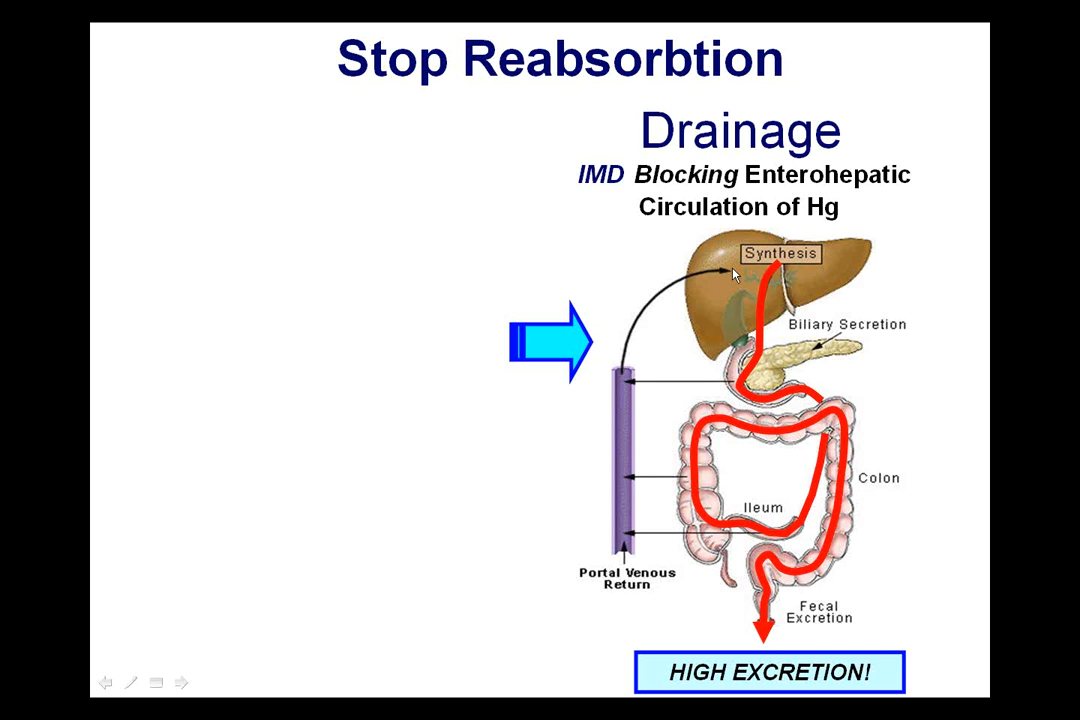 Stop Reabsorbtion
Drainage
IMD Blocking Enterohepatic
Circulation of Hg
Synthesis
Biliary Secretion
Colon
Ileum
Portal Venous
Return
Fecal
Excretion
HIGH EXCRETION!